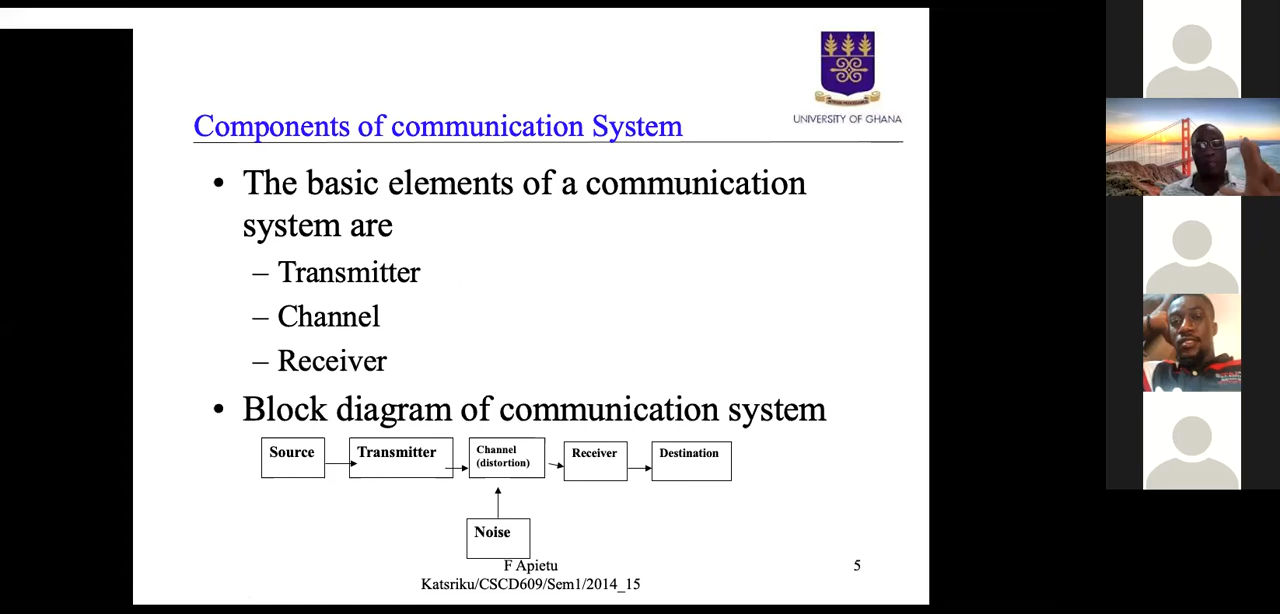 UNIVERSITY OF GHANA
Components of communication System
• The basic elements of a communication
system are
– Transmitter
– Channel
– Receiver
• Block diagram of communication system
Source
Transmitter
Channel
(distortion)
Receiver
Destination
Noise
F Apietu
Katsriku/CSCD609/Sem1/2014_15
5